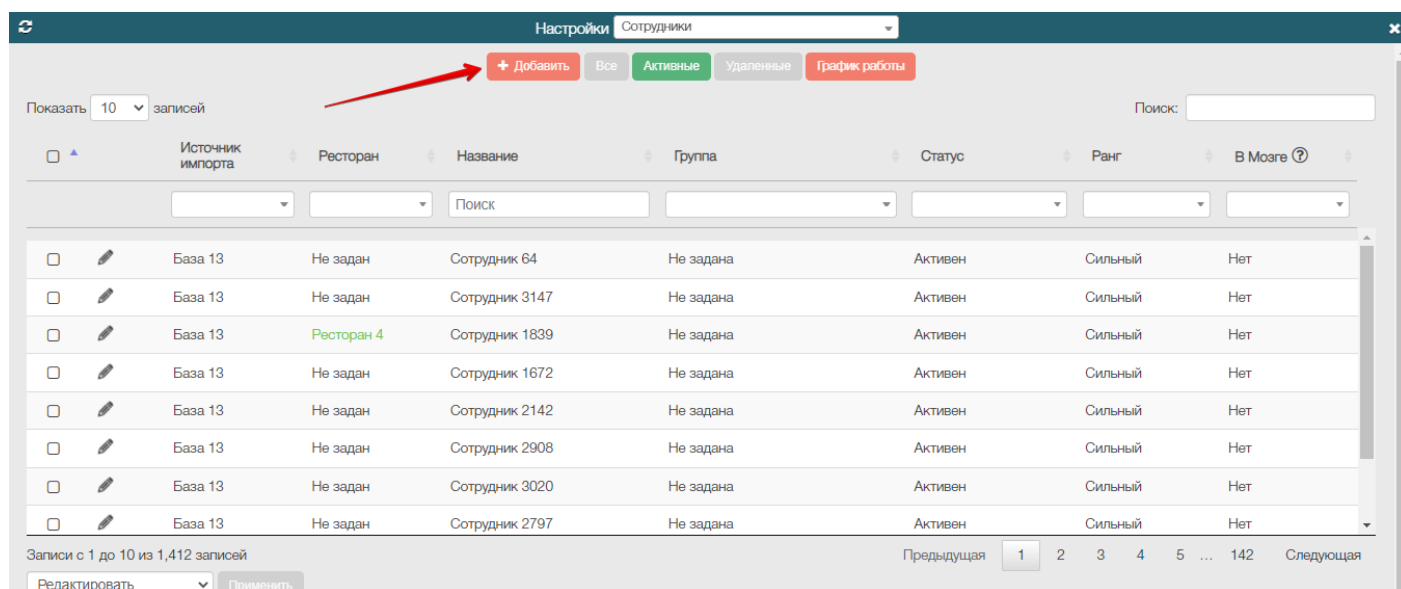 Настройки Сотрудники
+ Добавить Все Активные Удаленные График работы
Показать 10 записей Поиск:
Источник импорта Ресторан Название Группа Статус Ранг В Мозге ?
Поиск
База 13 Не задан Сотрудник 64 Не задана Активен Сильный Нет
База 13 Не задан Сотрудник 3147 Не задана Активен Сильный Нет
База 13 Ресторан 4 Сотрудник 1839 Не задана Активен Сильный Нет
База 13 Не задан Сотрудник 1672 Не задана Активен Сильный Нет
База 13 Не задан Сотрудник 2142 Не задана Активен Сильный Нет
База 13 Не задан Сотрудник 2908 Не задана Активен Сильный Нет
База 13 Не задан Сотрудник 3020 Не задана Активен Сильный Нет
База 13 Не задан Сотрудник 2797 Не задана Активен Сильный Нет
Записи с 1 до 10 из 1,412 записей Предыдущая 1 2 3 4 5 … 142 Следующая
Редактировать Применить